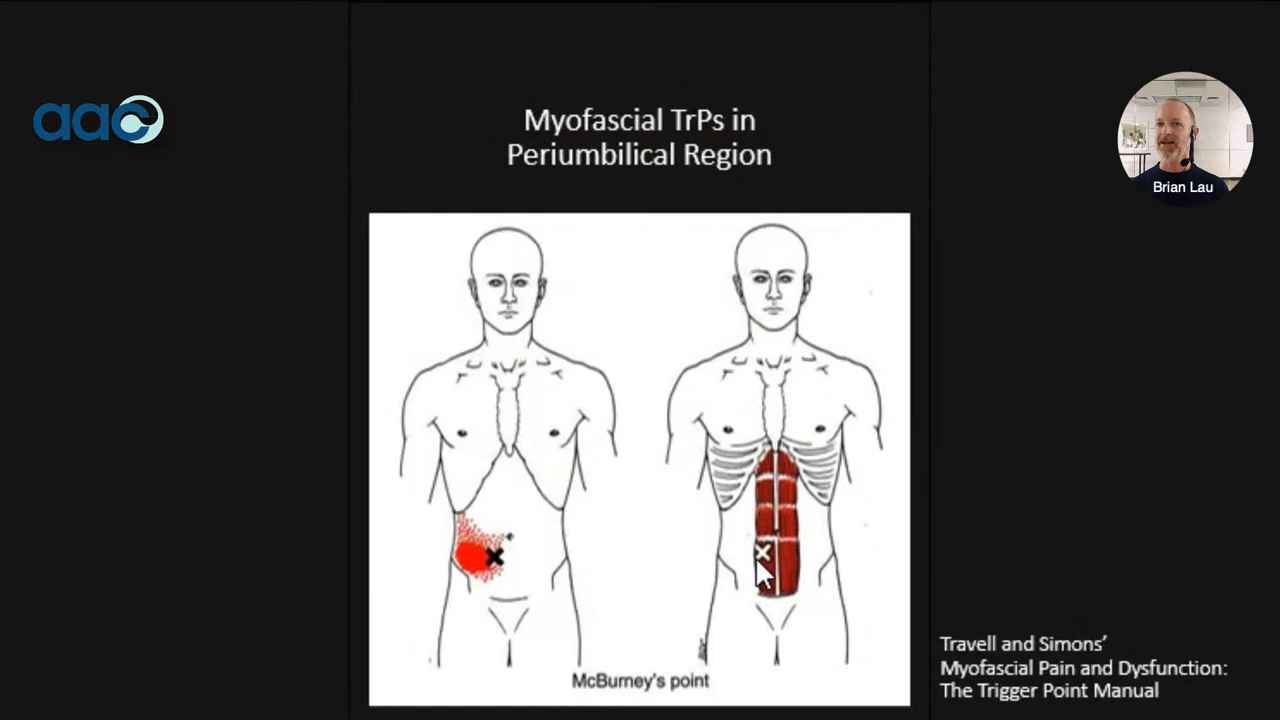 aac
Myofascial TrPs in
Periumbilical Region
Brian Lau
McBurney's point
Travell and Simons’
Myofascial Pain and Dysfunction:
The Trigger Point Manual